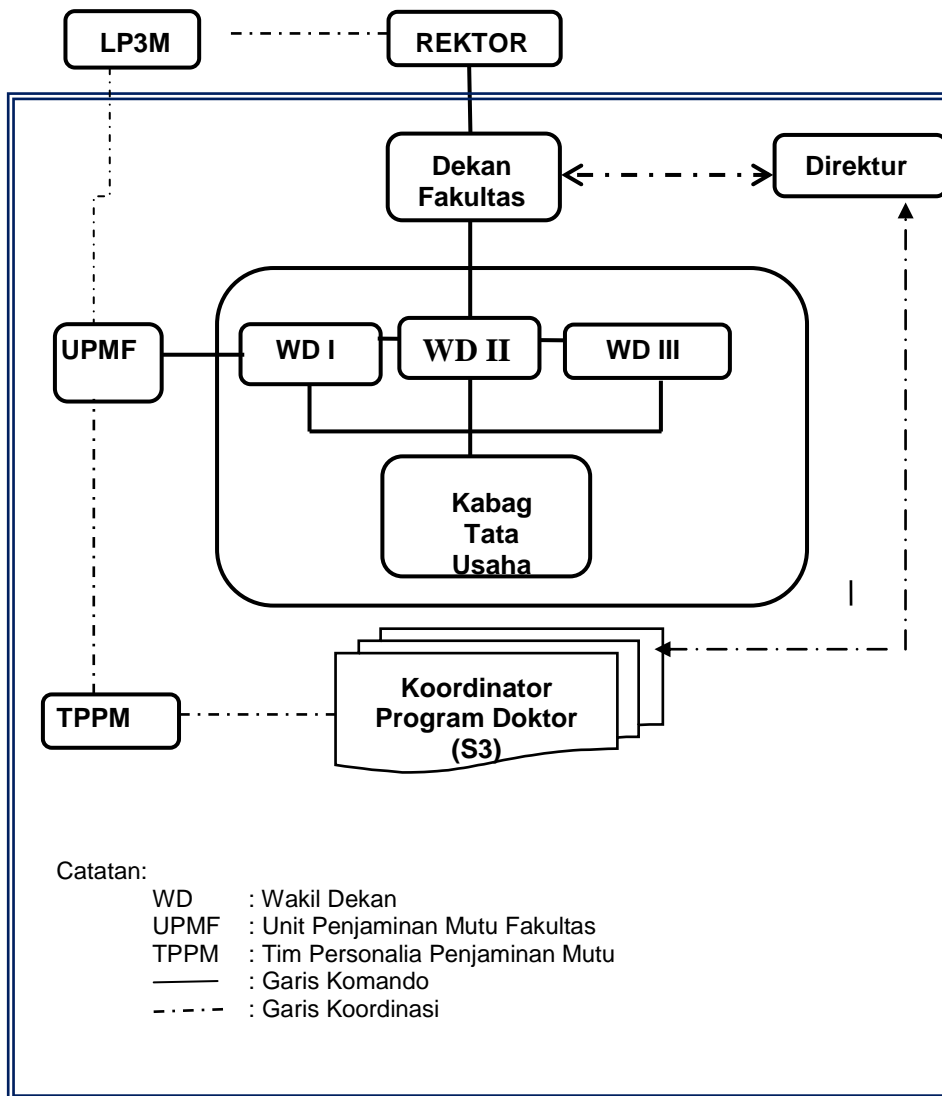 LP3M
REKTOR
Dekan
Fakultas
Direktur
UPMF
WD I
WD II
WD III
Kabag
Tata
Usaha
TPPM
Koordinator
Program Doktor
(S3)
Catatan:
WD : Wakil Dekan
UPMF : Unit Penjaminan Mutu Fakultas
TPPM : Tim Personalia Penjaminan Mutu
: Garis Komando
: Garis Koordinasi